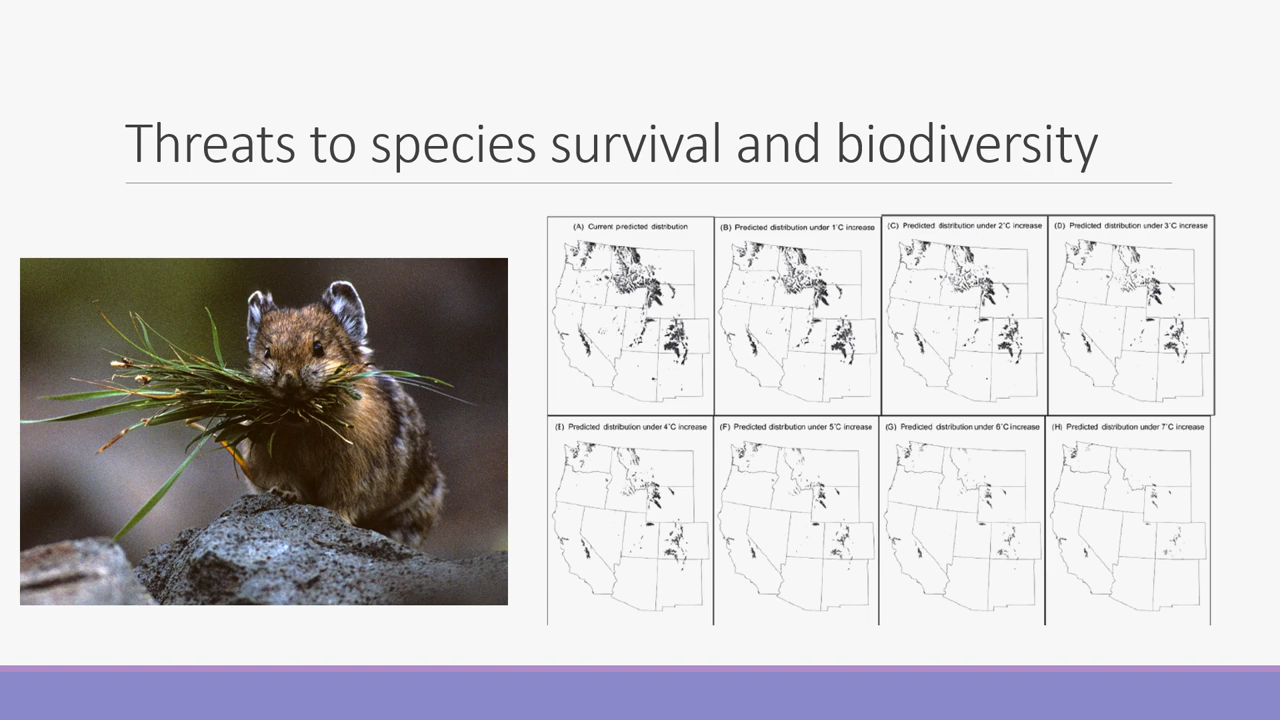 Threats to species survival and biodiversity
(A) Current predicted distribution
(B) Predicted distribution under 1°C increase
(C) Predicted distribution under 2°C increase
(D) Predicted distribution under 3°C increase
(E) Predicted distribution under 4°C increase
(F) Predicted distribution under 5°C increase
(G) Predicted distribution under 6°C increase
(H) Predicted distribution under 7°C increase